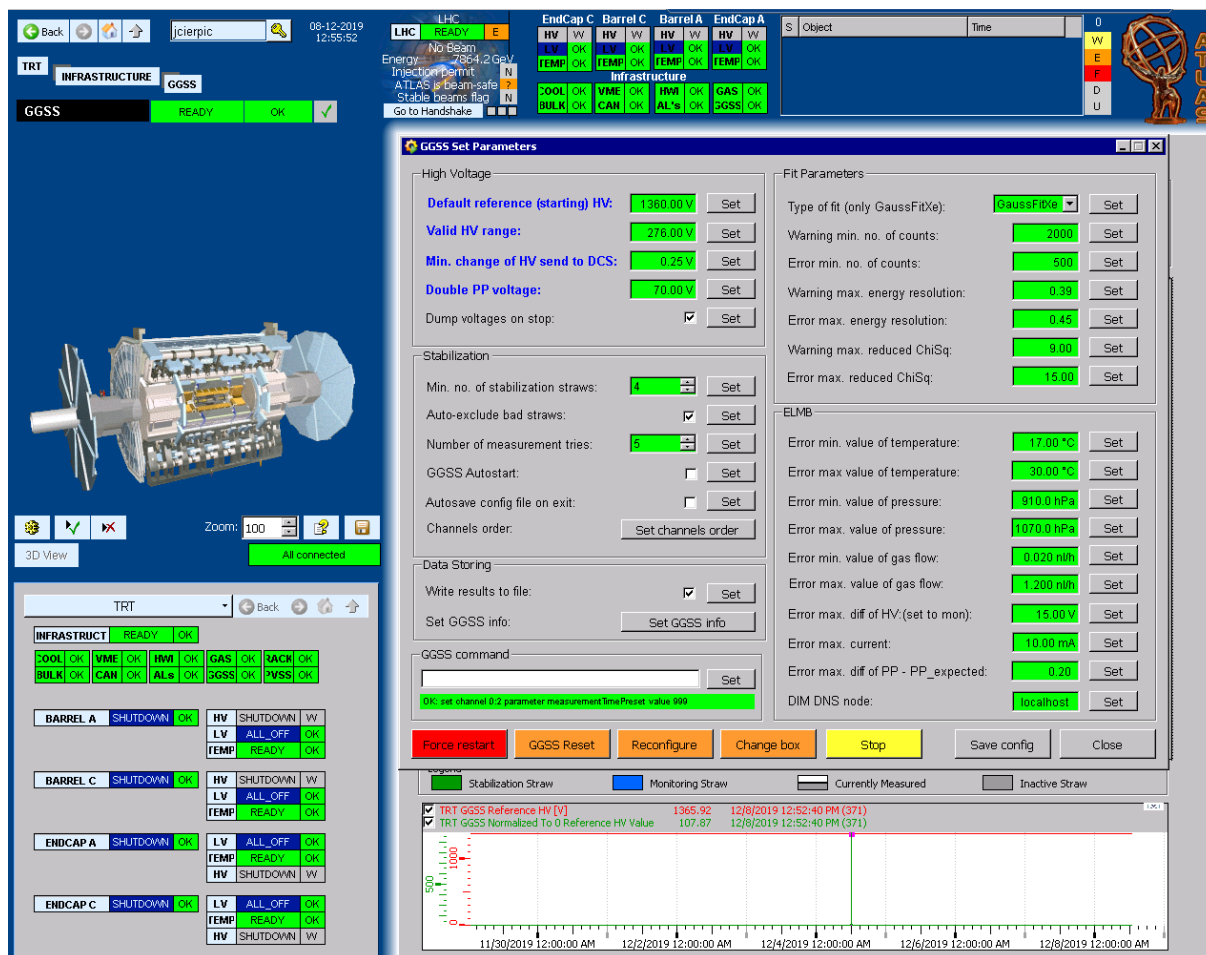 Back
jcierpic
08-12-2019
12:55:52
TRT
INFRASTRUCTURE
GGSS
GGSS READY OK
LHC
LHC READY E
No Beam
Energy 7864.2 GeV
Injection permit N
ATLAS is beam-safe ?
Stable beams flag N
Go to Handshake
EndCap C Barrel C Barrel A EndCap A
HV W HV W HV W HV W
LV OK LV OK LV OK LV OK
TEMP OK TEMP OK TEMP OK TEMP OK
Infrastructure
COOL OK VME OK HWI OK GAS OK
BULK OK CAN OK AL's OK GGSS OK
S Object Time
0
W
E
F
D
U
GGSS Set Parameters
High Voltage
Default reference (starting) HV: 1360.00 V Set
Valid HV range: 276.00 V Set
Min. change of HV send to DCS: 0.25 V Set
Double PP voltage: 70.00 V Set
Dump voltages on stop: Set
Stabilization
Min. no. of stabilization straws: 4 Set
Auto-exclude bad straws: Set
Number of measurement tries: 5 Set
GGSS Autostart: Set
Autosave config file on exit: Set
Channels order: Set channels order
Data Storing
Write results to file: Set
Set GGSS info: Set GGSS info
GGSS command
Set
OK: set channel 0:2 parameter measurementTimePreset value 999
Fit Parameters
Type of fit (only GaussFitXe): GaussFitXe Set
Warning min. no. of counts: 2000 Set
Error min. no. of counts: 500 Set
Warning max. energy resolution: 0.39 Set
Error max. energy resolution: 0.45 Set
Warning max. reduced ChiSq: 9.00 Set
Error max. reduced ChiSq: 15.00 Set
ELMB
Error min. value of temperature: 17.00 °C Set
Error max value of temperature: 30.00 °C Set
Error min. value of pressure: 910.0 hPa Set
Error max. value of pressure: 1070.0 hPa Set
Error min. value of gas flow: 0.020 nl/h Set
Error max. value of gas flow: 1.200 nl/h Set
Error max. diff of HV:(set to mon): 15.00 V Set
Error max. current: 10.00 mA Set
Error max. diff of PP - PP_expected: 0.20 Set
DIM DNS node: localhost Set
Force restart GGSS Reset Reconfigure Change box Stop Save config Close
Zoom: 100
3D View All connected
TRT Back
INFRASTRUCT READY OK
COOL OK VME OK HWI OK GAS OK RACK OK
BULK OK CAN OK ALs OK GGSS OK PVSS OK
BARREL A SHUTDOWN OK HV SHUTDOWN W
LV ALL_OFF OK
TEMP READY OK
BARREL C SHUTDOWN OK HV SHUTDOWN W
LV ALL_OFF OK
TEMP READY OK
ENDCAP A SHUTDOWN OK LV ALL_OFF OK
TEMP READY OK
HV SHUTDOWN W
ENDCAP C SHUTDOWN OK LV ALL_OFF OK
TEMP READY OK
HV SHUTDOWN W
Legend
Stabilization Straw Monitoring Straw Currently Measured Inactive Straw
TRT GGSS Reference HV [V] 1365.92 12/8/2019 12:52:40 PM (371)
TRT GGSS Normalized To 0 Reference HV Value 107.87 12/8/2019 12:52:40 PM (371)
1000
500
0
11/30/2019 12:00:00 AM 12/2/2019 12:00:00 AM 12/4/2019 12:00:00 AM 12/6/2019 12:00:00 AM 12/8/2019 12:00:00 AM